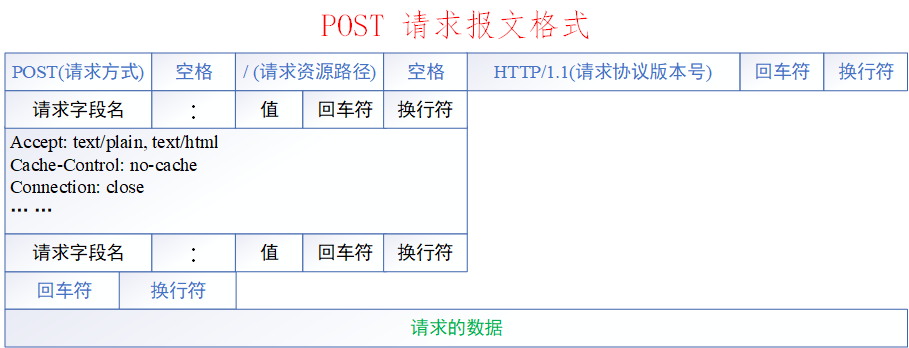 POST 请求报文格式
POST(请求方式) 空格 / (请求资源路径) 空格 HTTP/1.1(请求协议版本号) 回车符 换行符
请求字段名 : 值 回车符 换行符
Accept: text/plain, text/html
Cache-Control: no-cache
Connection: close
… …
请求字段名 : 值 回车符 换行符
回车符 换行符
请求的数据